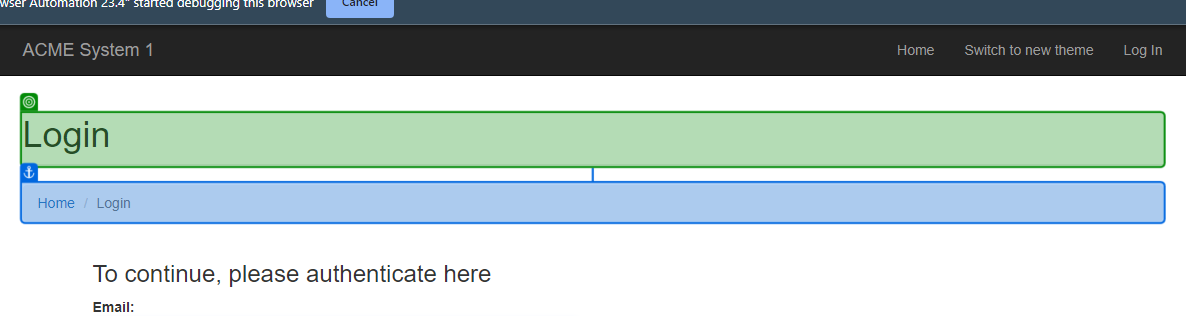 wser Automation 23.4" started debugging this browser Cancel
ACME System 1 Home Switch to new theme Log In
Login
Home / Login
To continue, please authenticate here
Email: